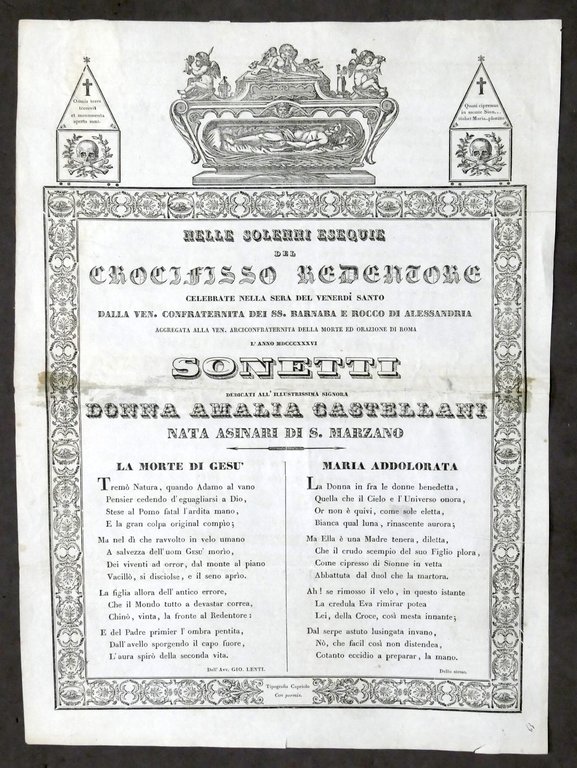 Omnis terra
tremuit
et monumenta
aperta sunt.
Quasi cipressus
in monte Sion,...
stabat Maria...plorans
NELLE SOLENNI ESEQUIE
DEL
CROCIFISSO REDENTORE
CELEBRATE NELLA SERA DEL VENERDÌ SANTO
DALLA VEN. CONFRATERNITA DEI SS. BARNABA E ROCCO DI ALESSANDRIA
AGGREGATA ALLA VEN. ARCICONFRATERNITA DELLA MORTE ED ORAZIONE DI ROMA
L'ANNO MDCCCXXXVI
SONETTI
DEDICATI ALL'ILLUSTRISSIMA SIGNORA
DONNA AMALIA CASTELLANI
NATA ASINARI DI S. MARZANO
LA MORTE DI GESU'
Tremò Natura, quando Adamo al vano
Pensier cedendo d'eguagliarsi a Dio,
Stese al Pomo fatal l'ardita mano,
E la gran colpa original compìo;
Ma nel dì che ravvolto in velo umano
A salvezza dell'uom GESU' morìo,
Dei viventi ad orror, dal monte al piano
Vacillò, si disciolse, e il seno aprìo.
La figlia allora dell'antico errore,
Che il Mondo tutto a devastar correa,
Chinò, vinta, la fronte al Redentore:
E del Padre primier l'ombra pentita,
Dall'avello sporgendo il capo fuore,
L'aura spirò della seconda vita.
Dell'Avv. GIO. LENTI.
MARIA ADDOLORATA
La Donna in fra le donne benedetta,
Quella che il Cielo e l'Universo onora,
Or non è quivi, come sole eletta,
Bianca qual luna, rinascente aurora;
Ma Ella è una Madre tenera, diletta,
Che il crudo scempio del suo Figlio plora,
Come cipresso di Sionne in vetta
Abbattuta dal duol che la martora.
Ah! se rimosso il velo, in questo istante
La credula Eva rimirar potea
Lei, della Croce, così mesta innante;
Dal serpe astuto lusingata invano,
Nò, che facil così non distendea,
Cotanto eccidio a preparar, la mano.
Dello stesso.
Tipografia Capriolo
Con permis.